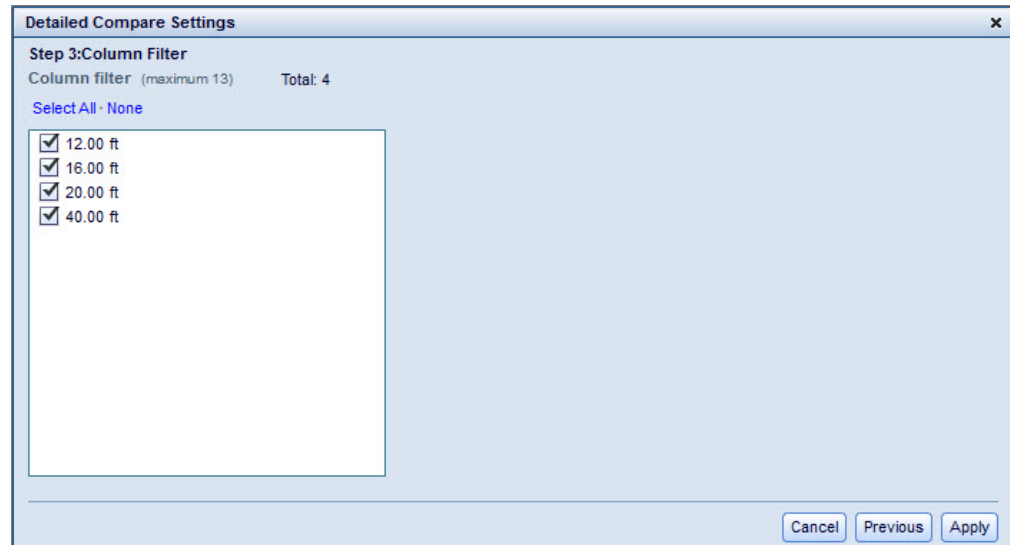 Detailed Compare Settings
Step 3:Column Filter
Column filter (maximum 13) Total: 4
Select All · None
12.00 ft
16.00 ft
20.00 ft
40.00 ft
Cancel Previous Apply